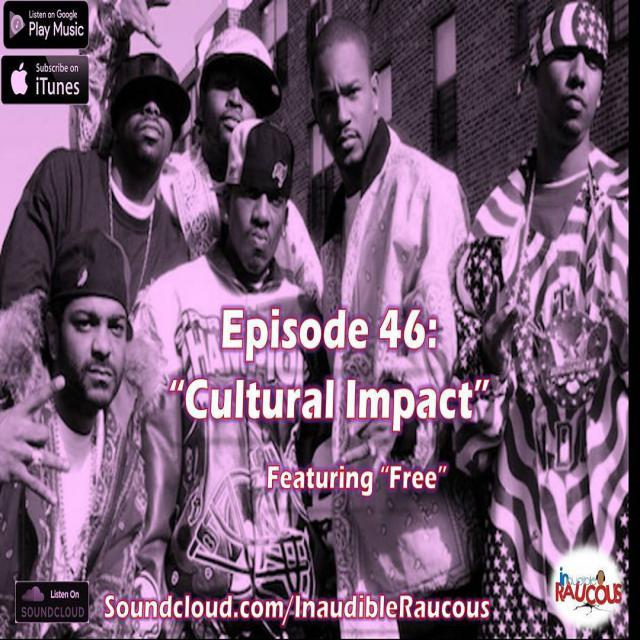 Listen on Google
Play Music
Subscribe on
iTunes
Episode 46:
“Cultural Impact”
Featuring “Free”
Listen On
SOUNDCLOUD
Soundcloud.com/InaudibleRaucous
RAUCOUS